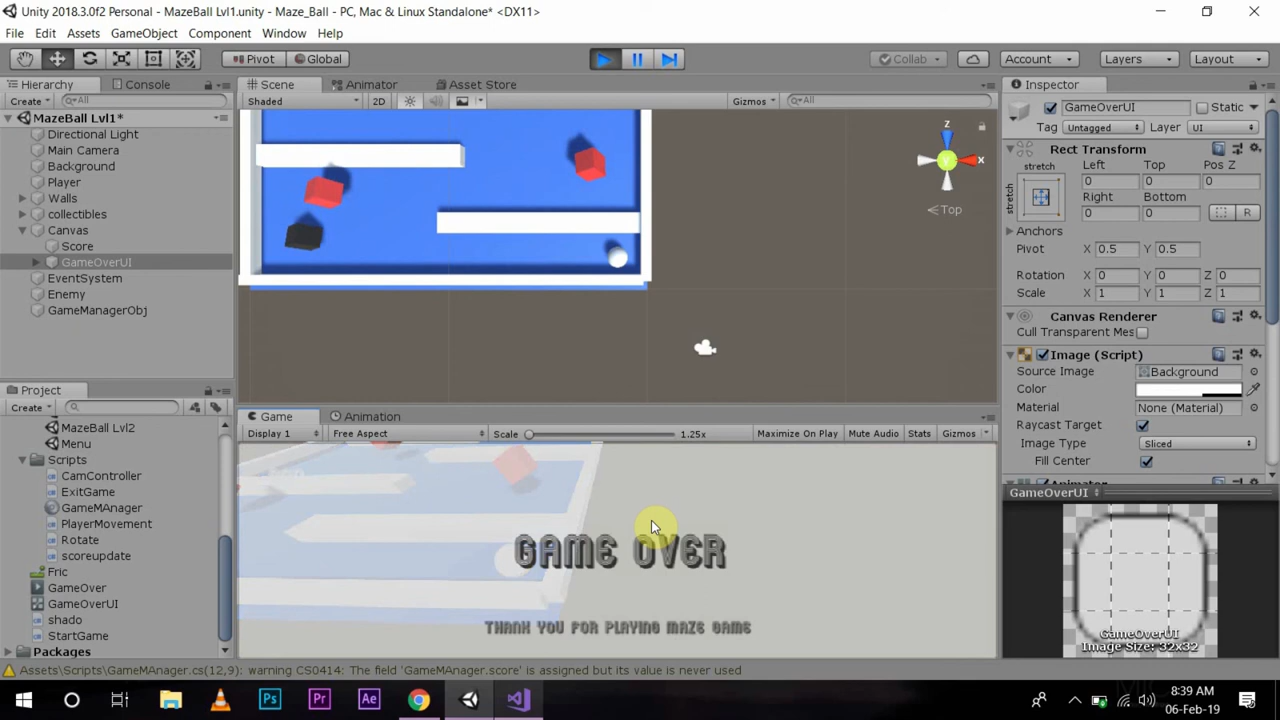 Unity 2018.3.0f2 Personal - MazeBall Lvl1.unity - Maze_Ball - PC, Mac & Linux Standalone* <DX11>
File Edit Assets GameObject Component Window Help
Pivot Global Collab Account Layers Layout
Hierarchy Console
Create All
MazeBall Lvl1*
Directional Light
Main Camera
Background
Player
Walls
collectibles
Canvas
Score
GameOverUI
EventSystem
Enemy
GameManagerObj
Project
Create
MazeBall Lvl2
Menu
Scripts
CamController
ExitGame
GameMAnager
PlayerMovement
Rotate
scoreupdate
Fric
GameOver
GameOverUI
shado
StartGame
Packages
Scene Animator Asset Store
Shaded 2D Gizmos All
Z
X
y
Top
Game Animation
Display 1 Free Aspect Scale 1.25x Maximize On Play Mute Audio Stats Gizmos
GAME OVER
THANK YOU FOR PLAYING MAZE GAME
Inspector
GameOverUI Static
Tag Untagged Layer UI
Rect Transform
stretch Left Top Pos Z
stretch 0 0 0
Right Bottom
0 0 R
Anchors
Pivot X 0.5 Y 0.5
Rotation X 0 Y 0 Z 0
Scale X 1 Y 1 Z 1
Canvas Renderer
Cull Transparent Mes
Image (Script)
Source Image Background
Color
Material None (Material)
Raycast Target
Image Type Sliced
Fill Center
Animator
GameOverUI
GameOverUI
Image Size: 32x32
Assets\Scripts\GameMAnager.cs(12,9): warning CS0414: The field 'GameMAnager.score' is assigned but its value is never used
Ps Pr Ae
8:39 AM
06-Feb-19